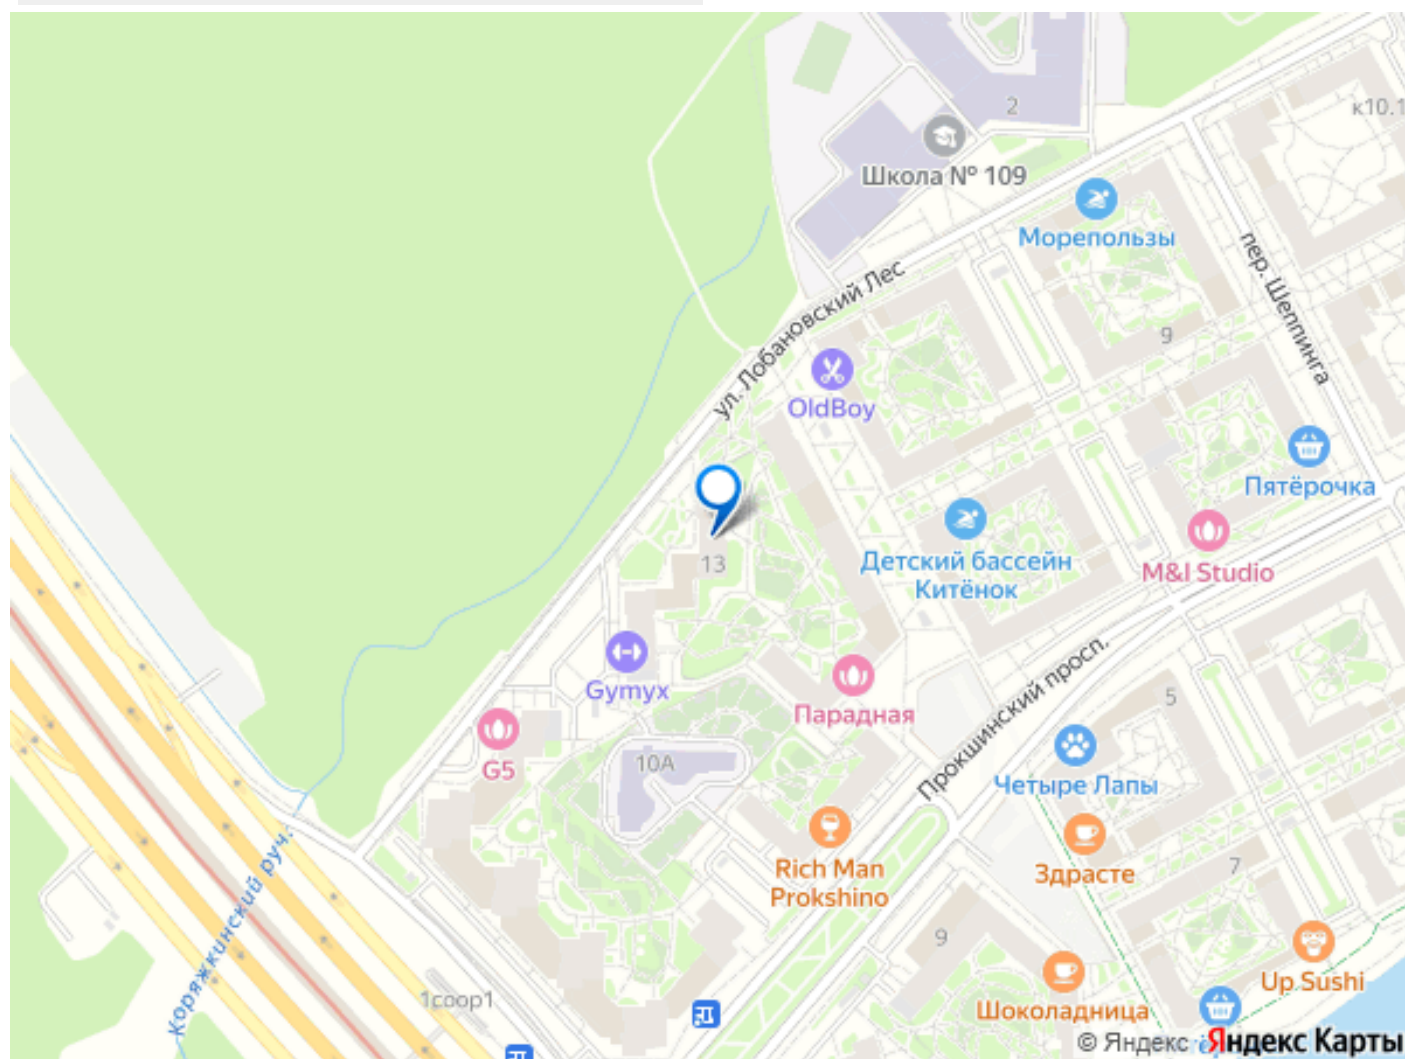 2
к10.1
Школа № 109
Морепользы
ул. Лобановский Лес
пер. Шеппинга
9
OldBoy
Пятёрочка
Детский бассейн
Китёнок
M&I Studio
13
Gymyx
Парадная
Прокшинский просп.
5
G5
10А
Четыре Лапы
Rich Man
Prokshino
Здрасте
7
Коряжкинский руч.
9
Up Sushi
1соор1
Шоколадница
© Яндекс
Яндекс Карты